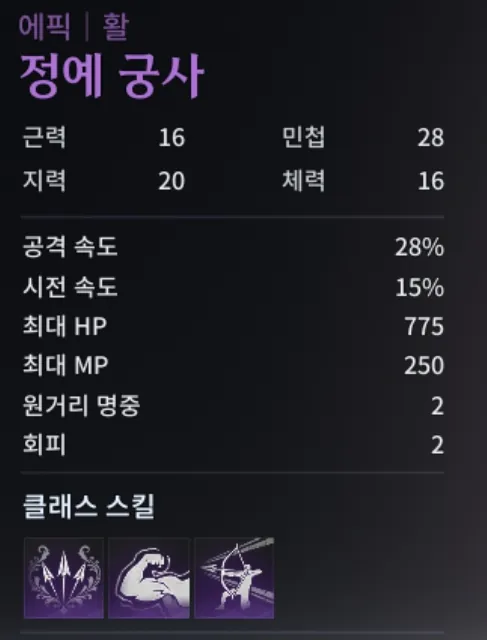 에픽 | 활
정예 궁사
근력 16 민첩 28
지력 20 체력 16
공격 속도 28%
시전 속도 15%
최대 HP 775
최대 MP 250
원거리 명중 2
회피 2
클래스 스킬